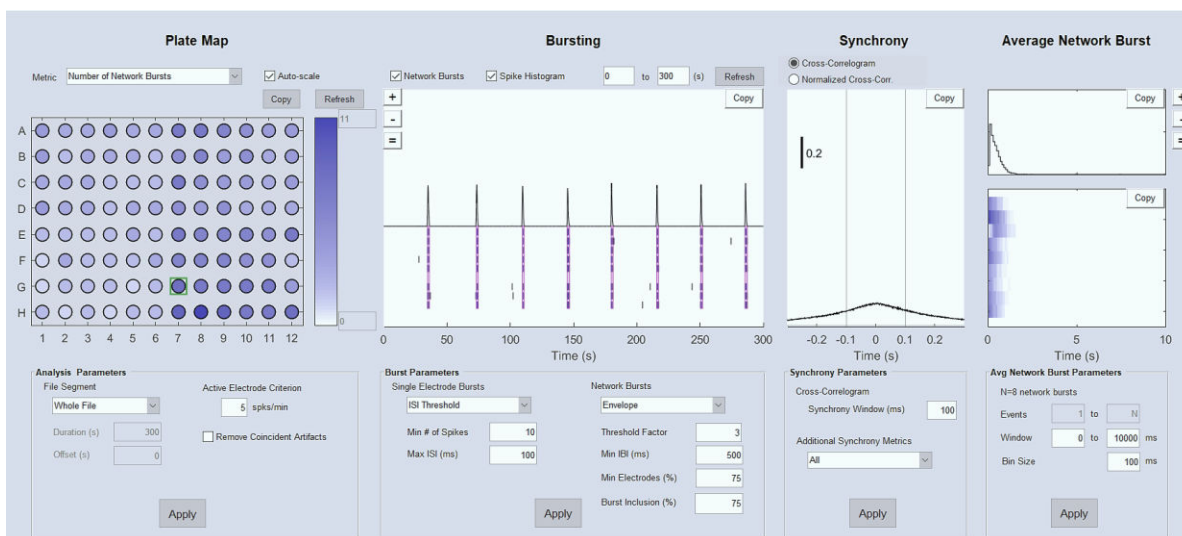 Plate Map
Bursting
Synchrony
Average Network Burst
Metric Number of Network Bursts Auto-scale
Copy Refresh
11
0
A
B
C
D
E
F
G
H
1 2 3 4 5 6 7 8 9 10 11 12
Network Bursts Spike Histogram 0 to 300 (s) Refresh
+
-
=
Copy
0 50 100 150 200 250 300
Time (s)
Cross-Correlogram
Normalized Cross-Corr.
Copy
0.2
-0.2 -0.1 0 0.1 0.2
Time (s)
Copy
+
-
=
Copy
0 5 10
Time (s)
Analysis Parameters
File Segment
Whole File
Duration (s) 300
Offset (s) 0
Active Electrode Criterion
5 spks/min
Remove Coincident Artifacts
Apply
Burst Parameters
Single Electrode Bursts
ISI Threshold
Min # of Spikes 10
Max ISI (ms) 100
Network Bursts
Envelope
Threshold Factor 3
Min IBI (ms) 500
Min Electrodes (%) 75
Burst Inclusion (%) 75
Apply
Synchrony Parameters
Cross-Correlogram
Synchrony Window (ms) 100
Additional Synchrony Metrics
All
Apply
Avg Network Burst Parameters
N=8 network bursts
Events 1 to N
Window 0 to 10000 ms
Bin Size 100 ms
Apply